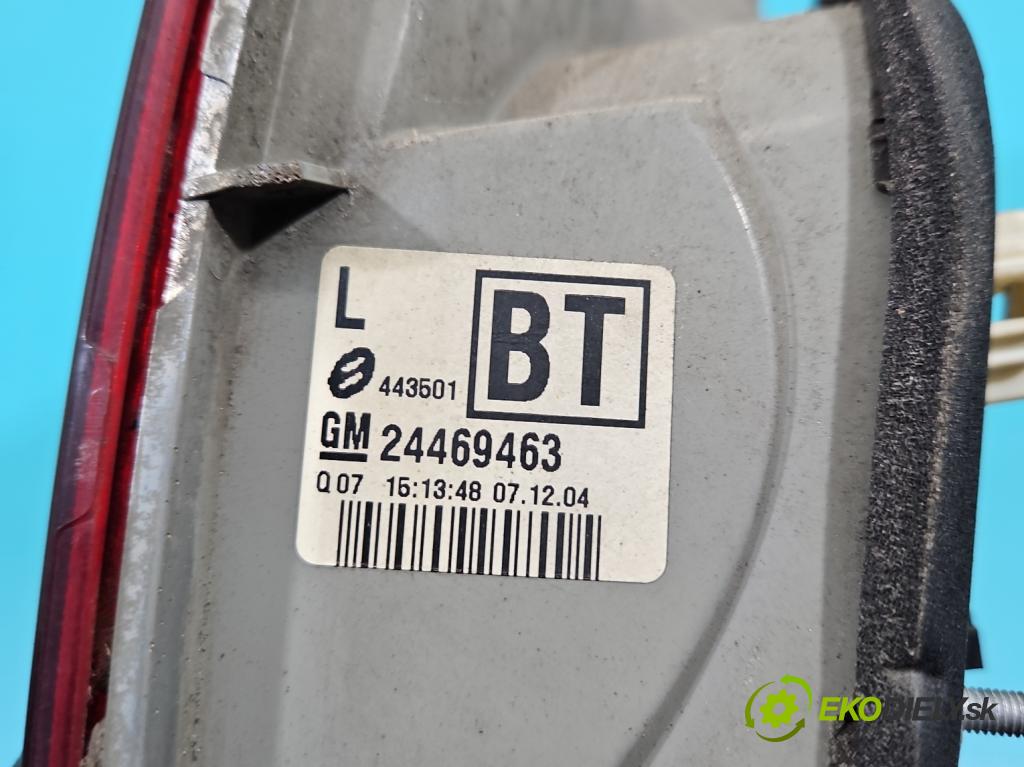 L
BT
443501
GM 24469463
Q 07 15:13:48 07.12.04
EKODIELY.sk